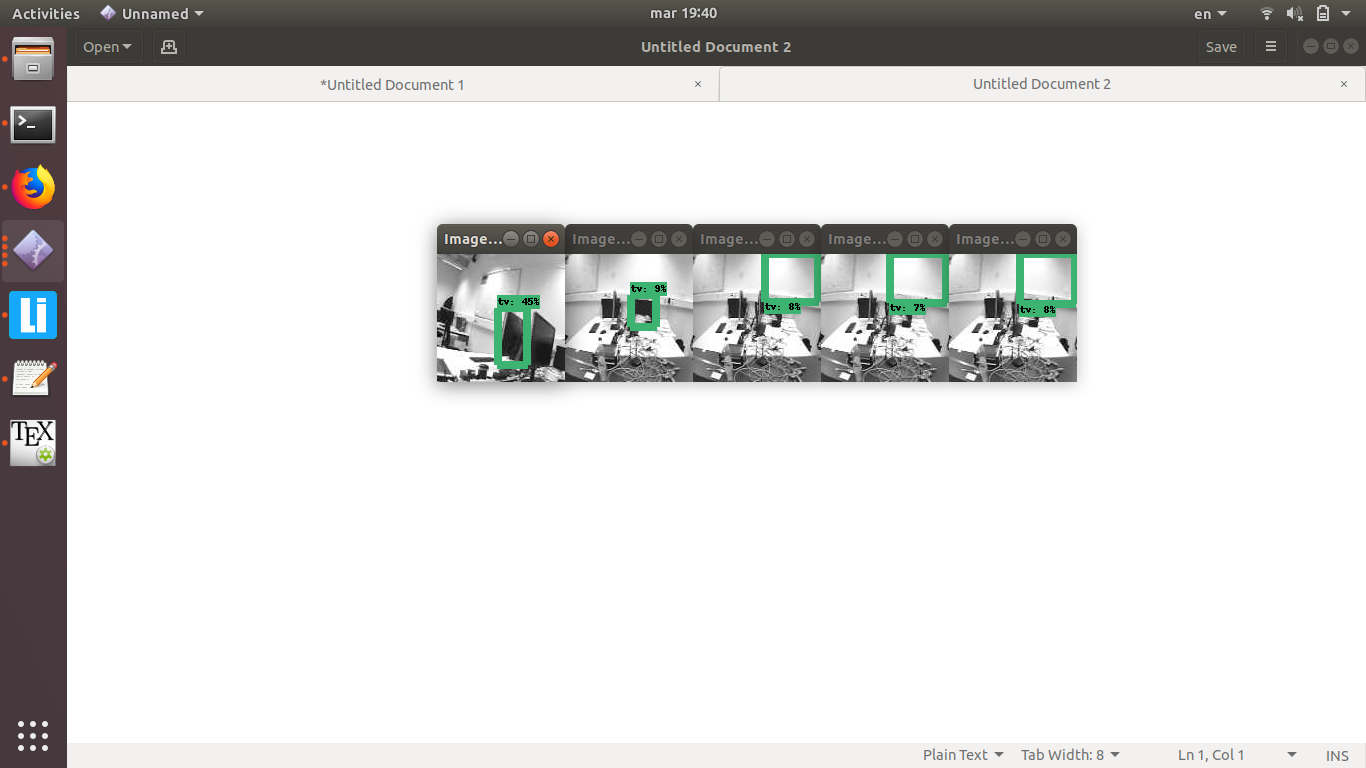 Activities Unnamed mar 19:40 en
Open Untitled Document 2 Save
*Untitled Document 1 × Untitled Document 2 ×
Image... Image... Image... Image... Image...
tv: 45% tv: 9% tv: 8% tv: 7% tv: 8%
>_
Li
TEX
Plain Text Tab Width: 8 Ln 1, Col 1 INS